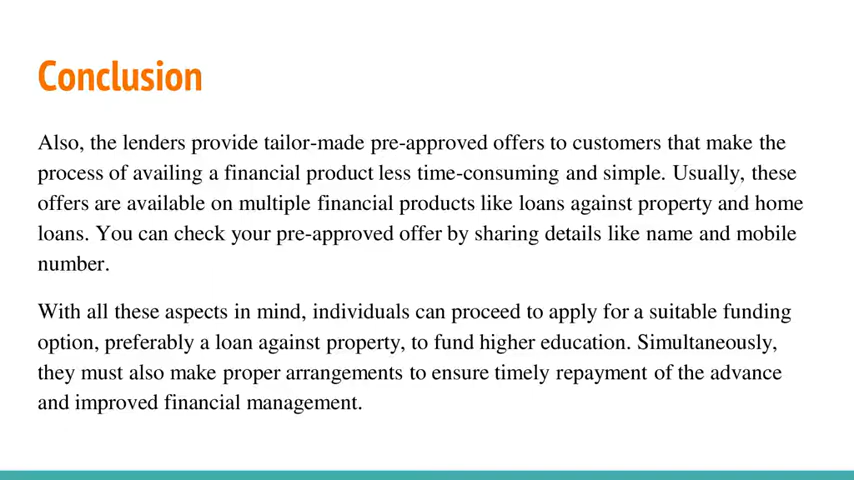 Conclusion
Also, the lenders provide tailor-made pre-approved offers to customers that make the
process of availing a financial product less time-consuming and simple. Usually, these
offers are available on multiple financial products like loans against property and home
loans. You can check your pre-approved offer by sharing details like name and mobile
number.
With all these aspects in mind, individuals can proceed to apply for a suitable funding
option, preferably a loan against property, to fund higher education. Simultaneously,
they must also make proper arrangements to ensure timely repayment of the advance
and improved financial management.